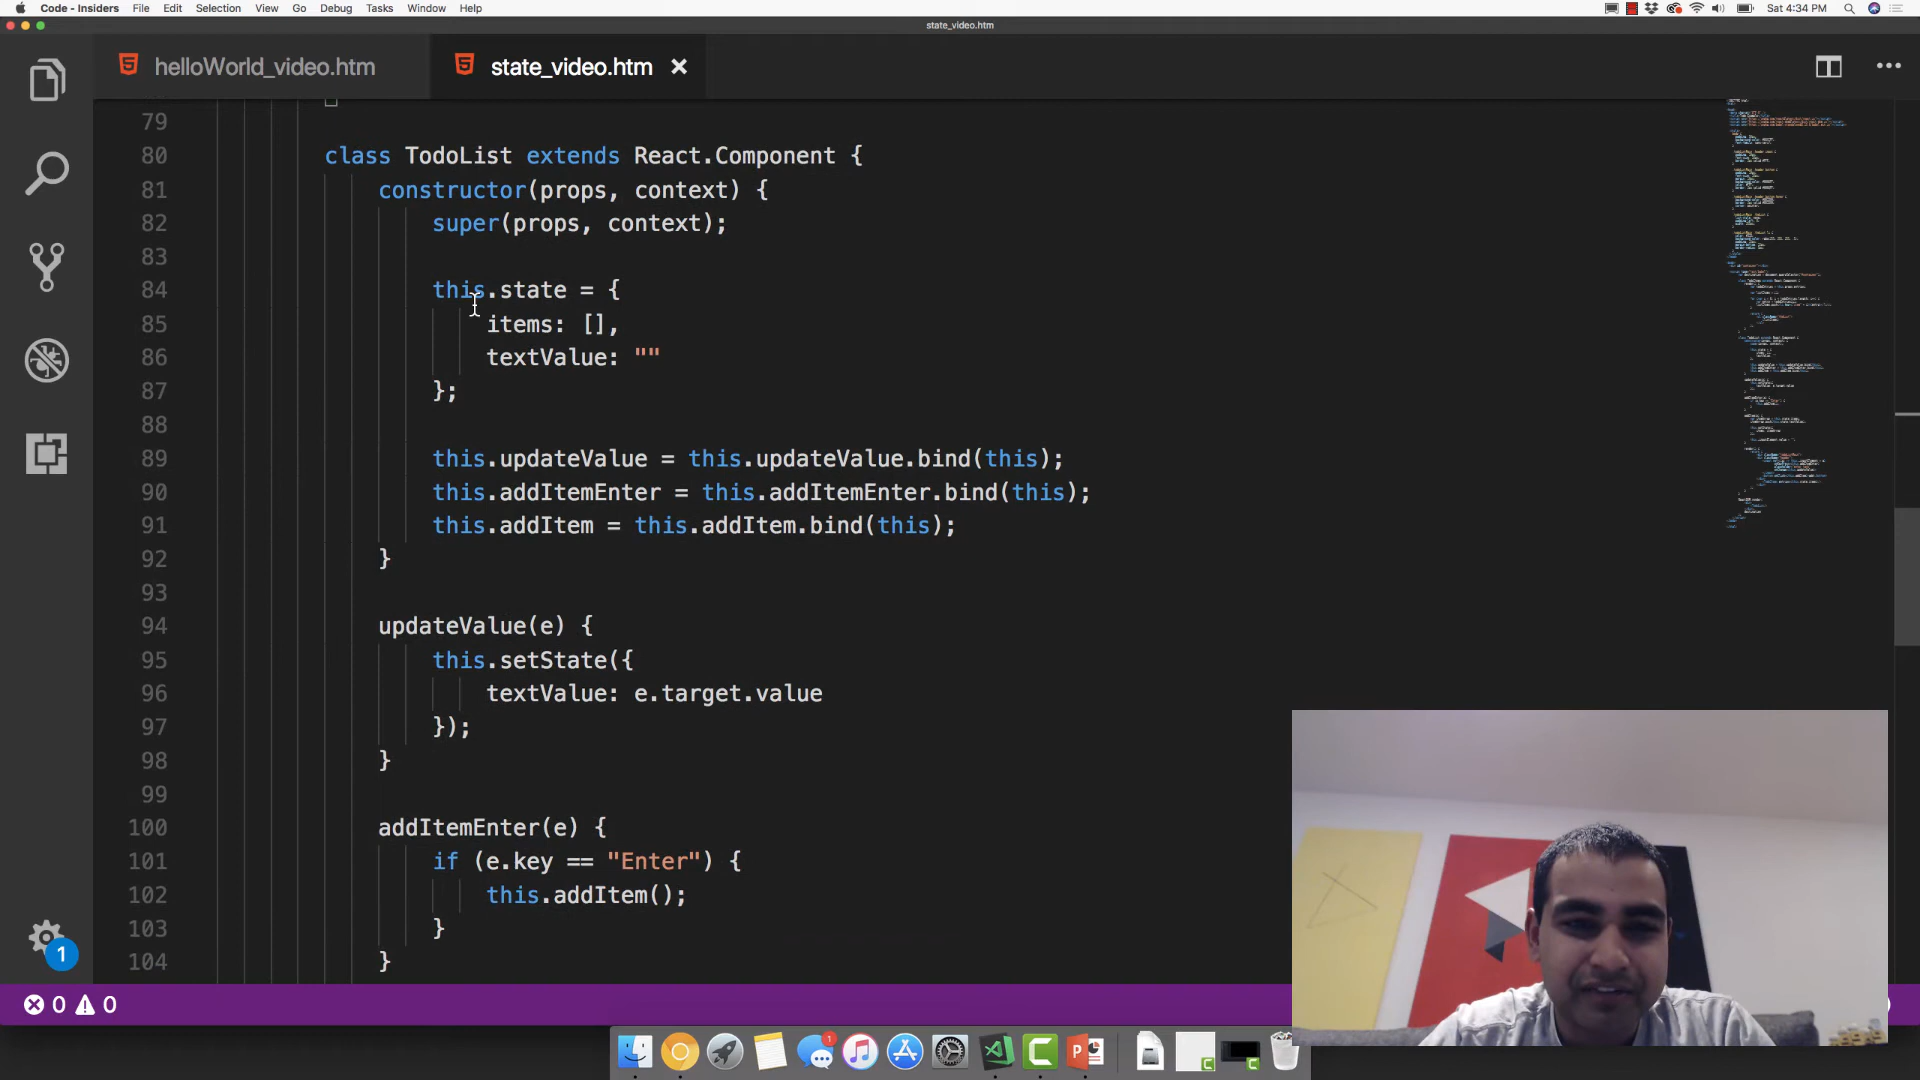 Code - Insiders File Edit Selection View Go Debug Tasks Window Help Sat 4:34 PM
state_video.htm
helloWorld_video.htm state_video.htm
79
80 class TodoList extends React.Component {
81 constructor(props, context) {
82 super(props, context);
83
84 this.state = {
85 items: [],
86 textValue: ""
87 };
88
89 this.updateValue = this.updateValue.bind(this);
90 this.addItemEnter = this.addItemEnter.bind(this);
91 this.addItem = this.addItem.bind(this);
92 }
93
94 updateValue(e) {
95 this.setState({
96 textValue: e.target.value
97 });
98 }
99
100 addItemEnter(e) {
101 if (e.key == "Enter") {
102 this.addItem();
103 }
104 }
1
0 0
1